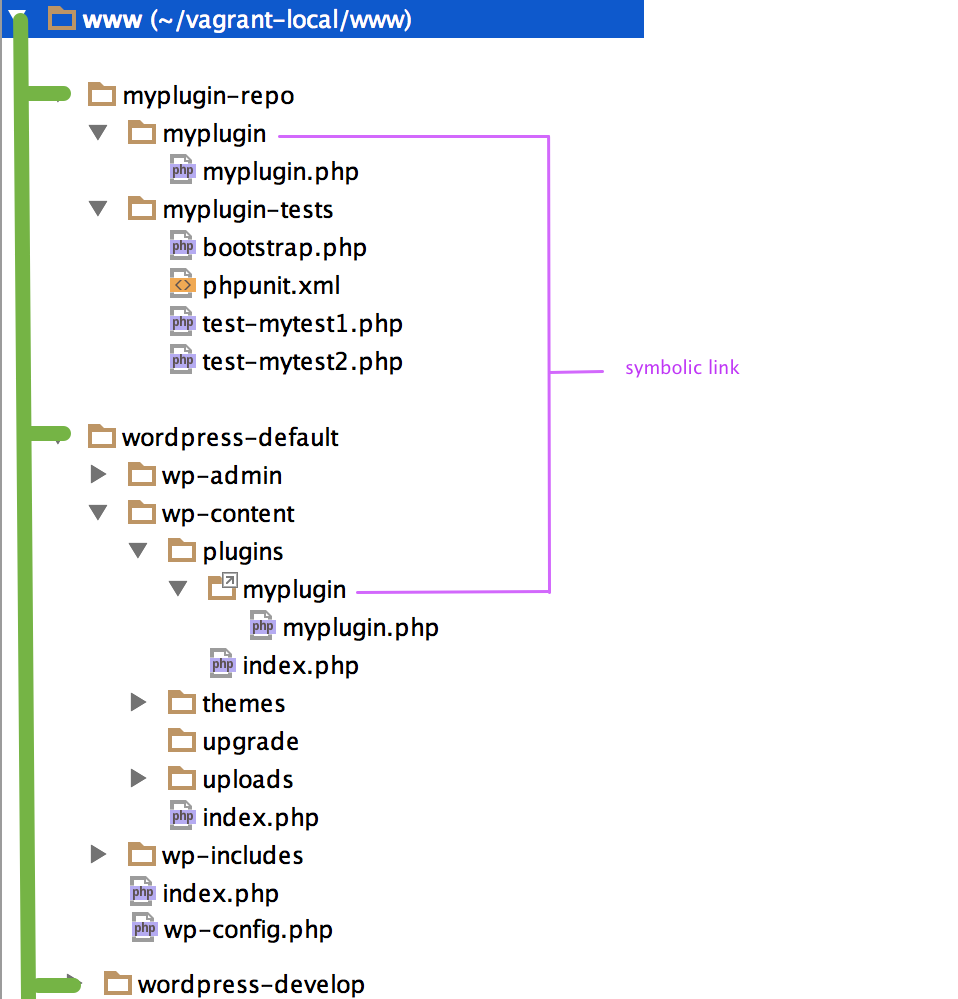 www (~/vagrant-local/www)
myplugin-repo
myplugin
php myplugin.php
myplugin-tests
php bootstrap.php
<> phpunit.xml
php test-mytest1.php
php test-mytest2.php
symbolic link
wordpress-default
wp-admin
wp-content
plugins
myplugin
php myplugin.php
php index.php
themes
upgrade
uploads
php index.php
wp-includes
php index.php
php wp-config.php
wordpress-develop